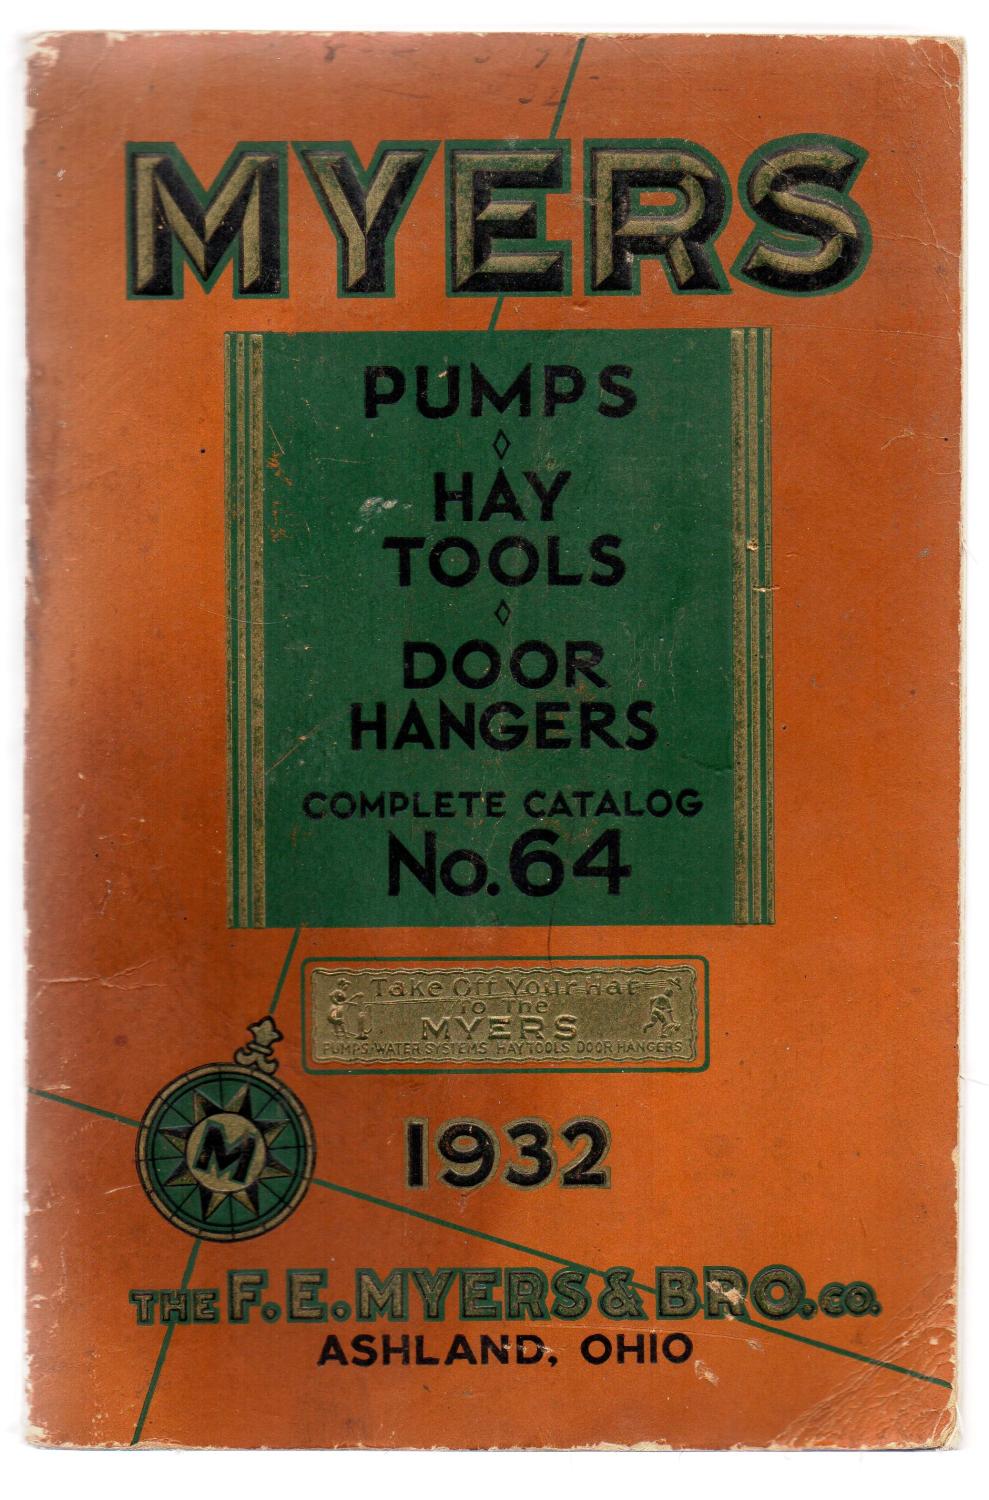 MYERS
PUMPS
HAY
TOOLS
DOOR
HANGERS
COMPLETE CATALOG
No. 64
Take Off Your Hat
To The
MYERS
PUMPS WATER SYSTEMS HAY TOOLS DOOR HANGERS
M
1932
THE F. E. MYERS & BRO. CO.
ASHLAND, OHIO